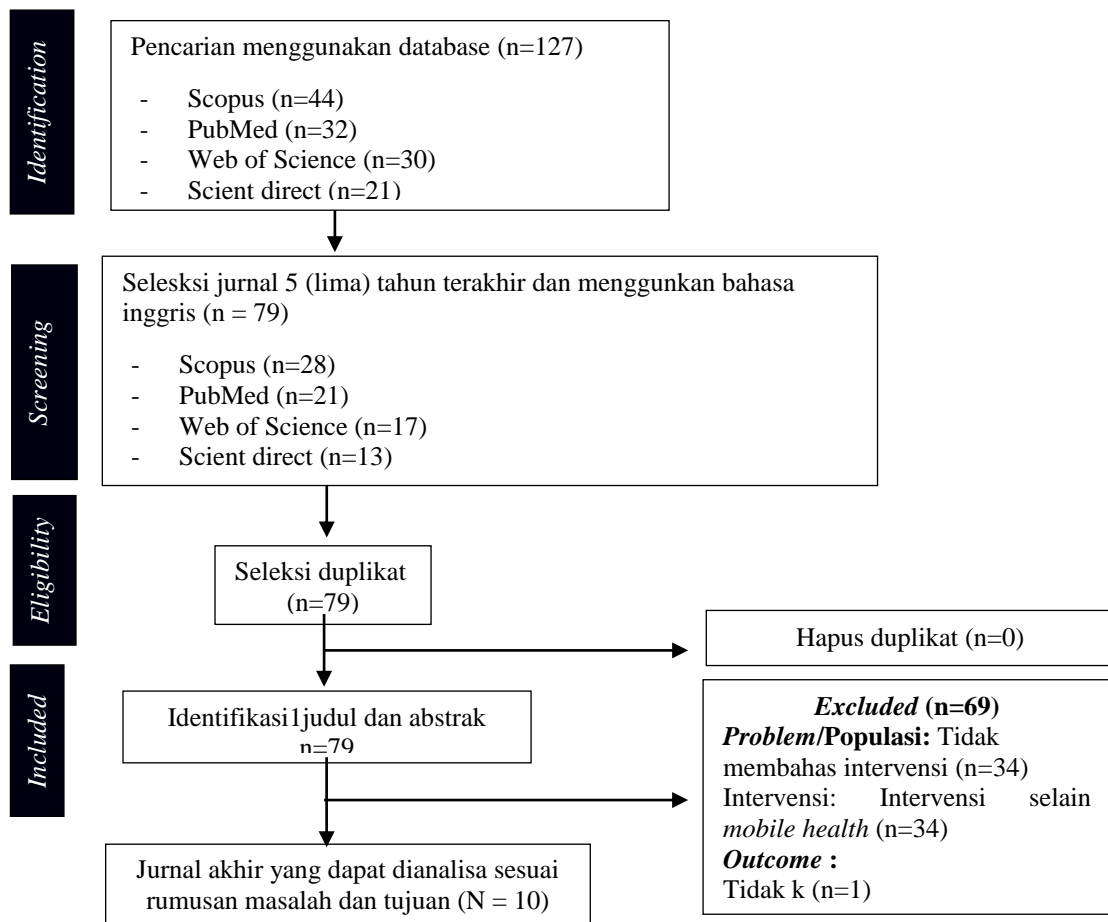 Identification
Pencarian menggunakan database (n=127)
- Scopus (n=44)
- PubMed (n=32)
- Web of Science (n=30)
- Scient direct (n=21)
Screening
Selesksi jurnal 5 (lima) tahun terakhir dan menggunkan bahasa
inggris (n = 79)
- Scopus (n=28)
- PubMed (n=21)
- Web of Science (n=17)
- Scient direct (n=13)
Eligibility
Seleksi duplikat
(n=79)
Hapus duplikat (n=0)
Included
Identifikasi1judul dan abstrak
n=79
Excluded (n=69)
Problem/Populasi: Tidak
membahas intervensi (n=34)
Intervensi: Intervensi selain
mobile health (n=34)
Outcome :
Tidak k (n=1)
Jurnal akhir yang dapat dianalisa sesuai
rumusan masalah dan tujuan (N = 10)